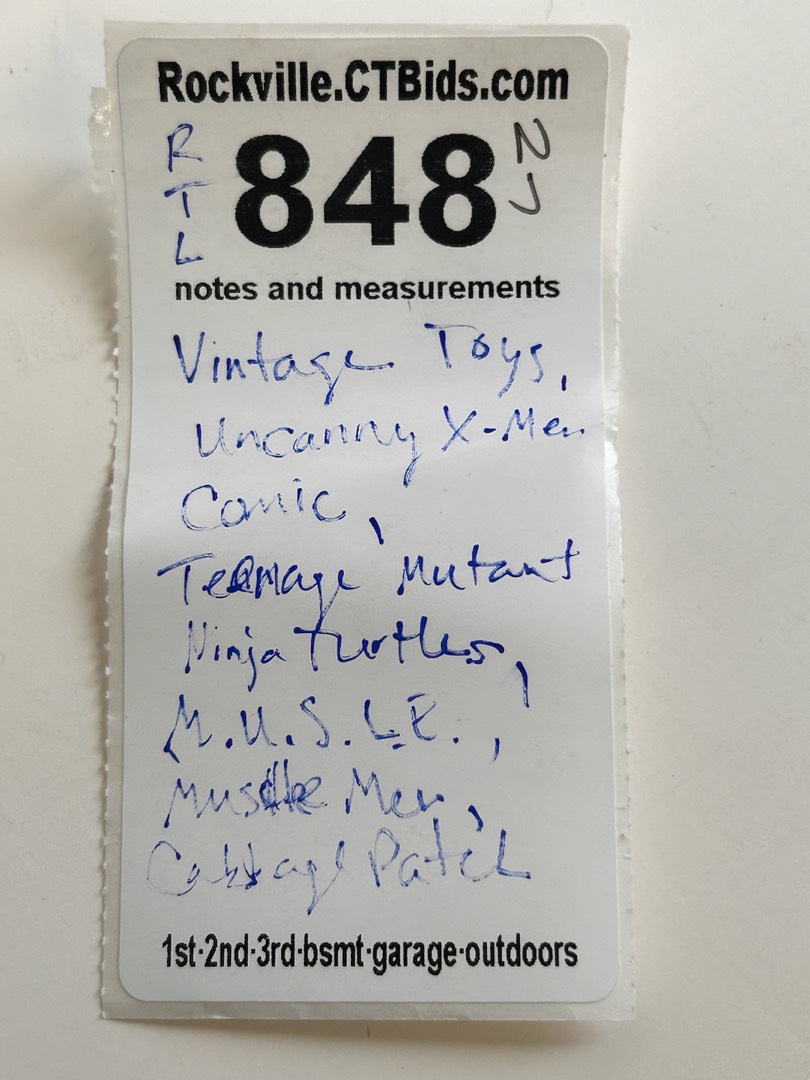 Rockville.CTBids.com
R
T
L
848
NJ
notes and measurements
Vintage Toys,
Uncanny X-Men
Comic,
Teenage Mutant
Ninja Turtles,
M.U.S.L.E.,
Muscle Men,
Cabbage Patch
1st·2nd·3rd·bsmt·garage·outdoors